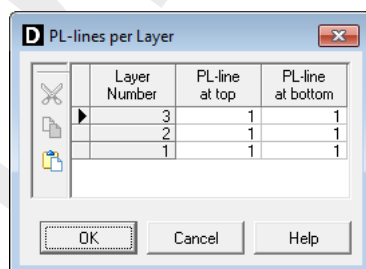 D PL-lines per Layer
Layer Number PL-line at top PL-line at bottom
3 1 1
2 1 1
1 1 1
OK Cancel Help